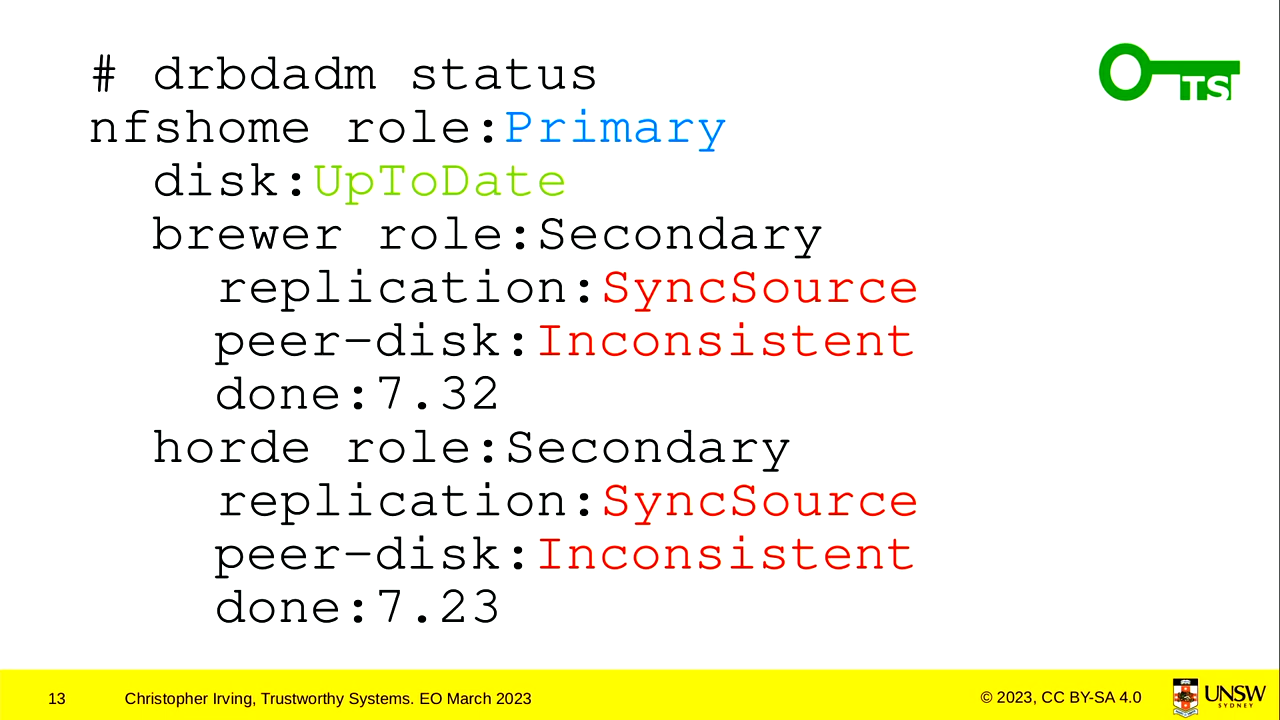 # drbdadm status
nfshome role:Primary
disk:UpToDate
brewer role:Secondary
replication:SyncSource
peer-disk:Inconsistent
done:7.32
horde role:Secondary
replication:SyncSource
peer-disk:Inconsistent
done:7.23
TS
13 Christopher Irving, Trustworthy Systems. EO March 2023 © 2023, CC BY-SA 4.0
UNSW
SYDNEY